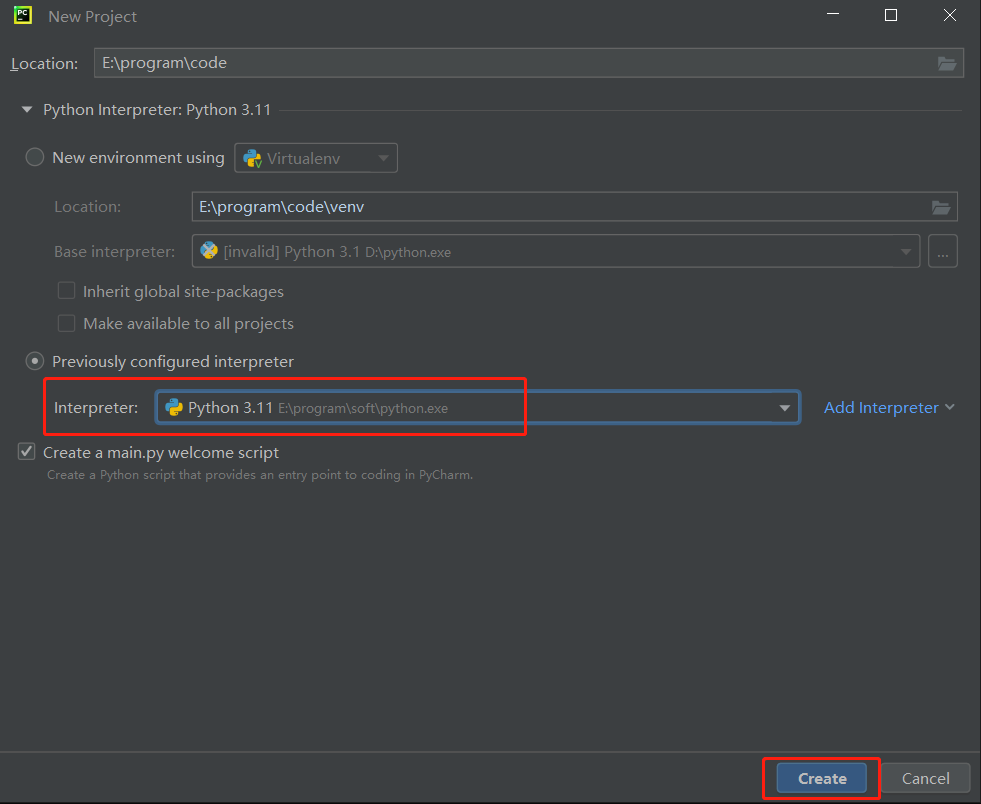 PC New Project
Location: E:\program\code
Python Interpreter: Python 3.11
New environment using Virtualenv
Location: E:\program\code\venv
Base interpreter: [invalid] Python 3.1 D:\python.exe ...
Inherit global site-packages
Make available to all projects
Previously configured interpreter
Interpreter: Python 3.11 E:\program\soft\python.exe Add Interpreter
Create a main.py welcome script
Create a Python script that provides an entry point to coding in PyCharm.
Create Cancel